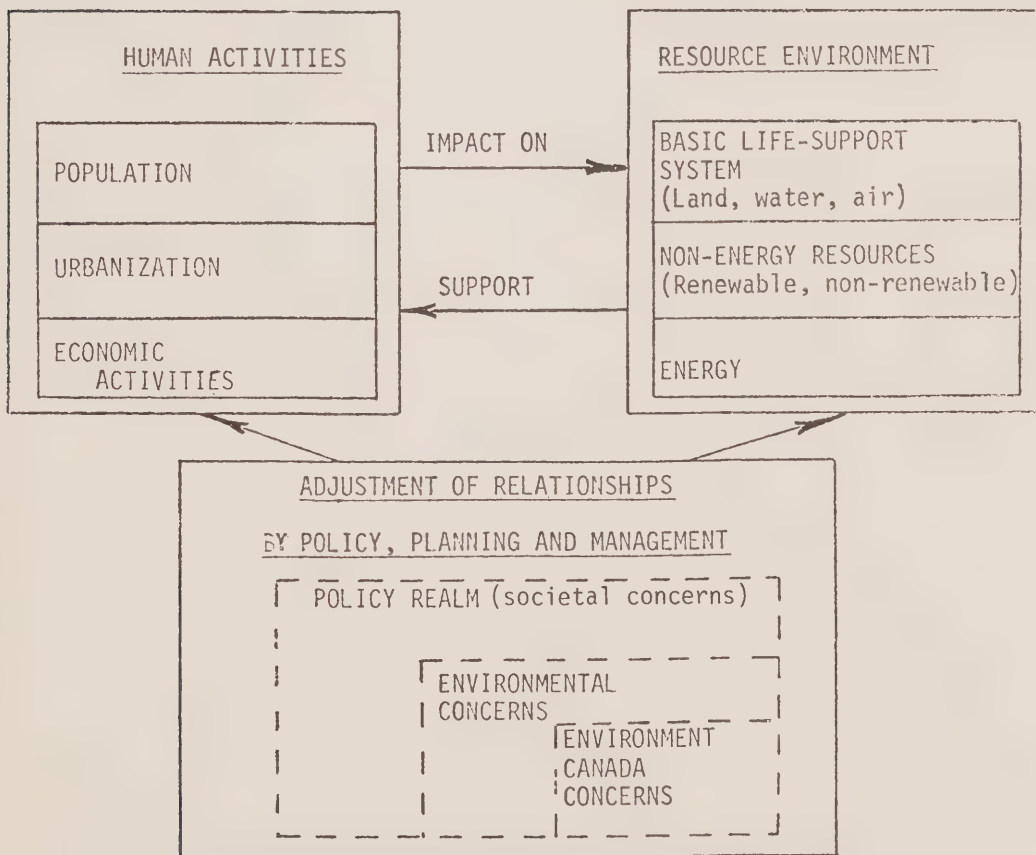 HUMAN ACTIVITIES
POPULATION
URBANIZATION
ECONOMIC
ACTIVITIES
IMPACT ON
SUPPORT
RESOURCE ENVIRONMENT
BASIC LIFE-SUPPORT
SYSTEM
(Land, water, air)
NON-ENERGY RESOURCES
(Renewable, non-renewable)
ENERGY
ADJUSTMENT OF RELATIONSHIPS
BY POLICY, PLANNING AND MANAGEMENT
POLICY REALM (societal concerns)
ENVIRONMENTAL
CONCERNS
ENVIRONMENT
CANADA
CONCERNS